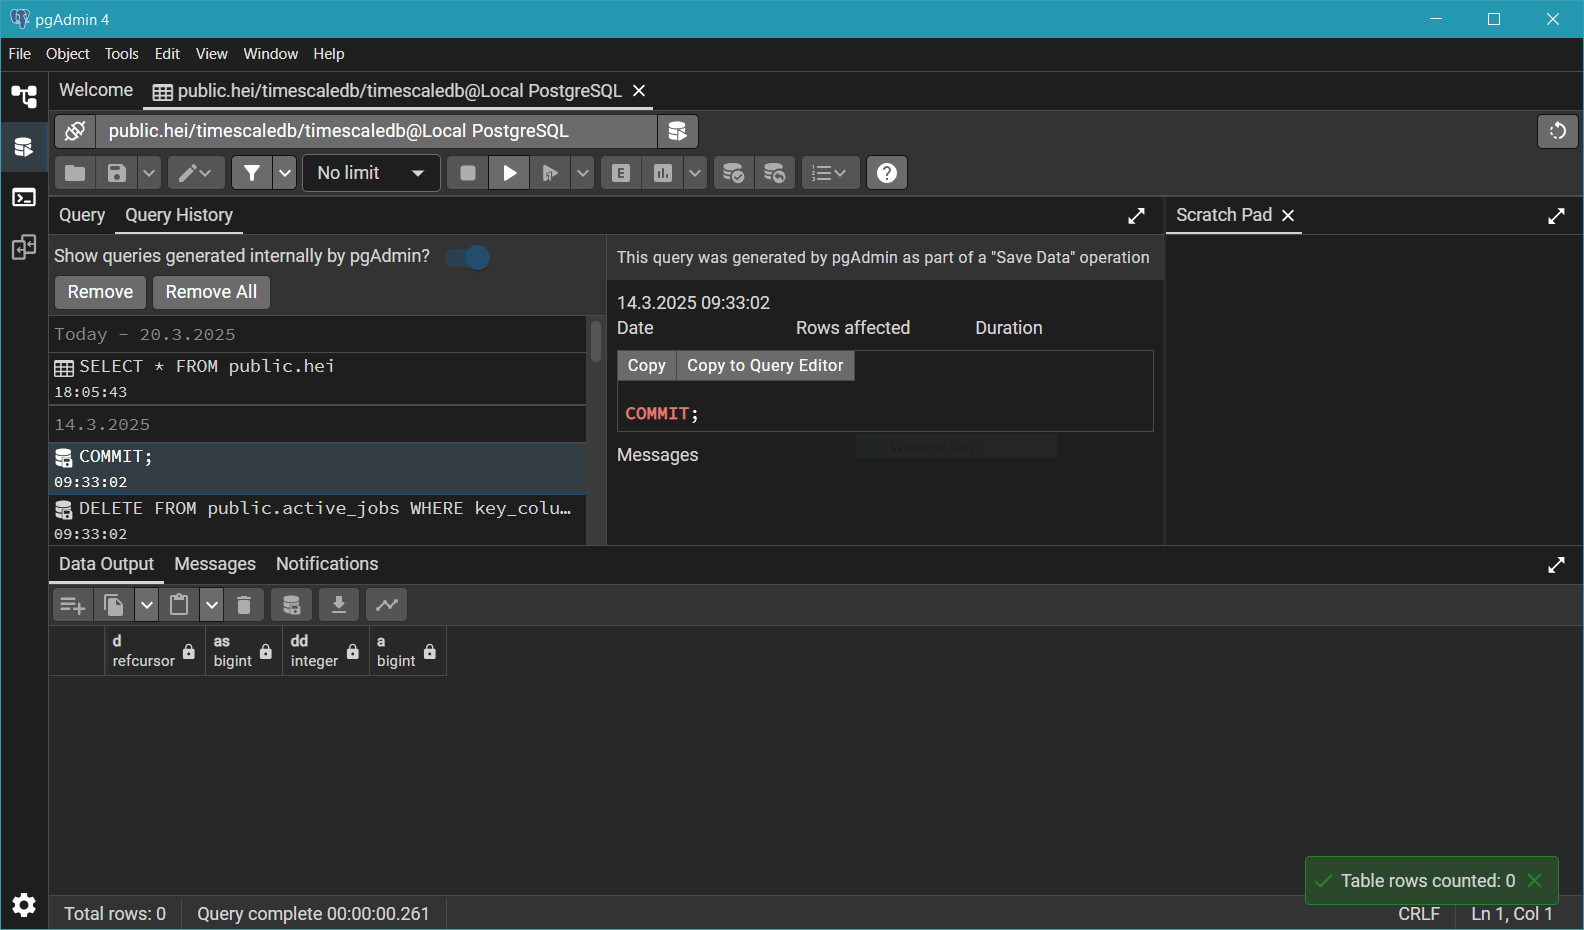 pgAdmin 4
File Object Tools Edit View Window Help
Welcome public.hei/timescaledb/timescaledb@Local PostgreSQL
public.hei/timescaledb/timescaledb@Local PostgreSQL
No limit E
Query Query History Scratch Pad
Show queries generated internally by pgAdmin?
Remove Remove All
Today - 20.3.2025
SELECT * FROM public.hei
18:05:43
14.3.2025
COMMIT;
09:33:02
DELETE FROM public.active_jobs WHERE key_colu…
09:33:02
This query was generated by pgAdmin as part of a "Save Data" operation
14.3.2025 09:33:02
Date Rows affected Duration
Copy Copy to Query Editor
COMMIT;
Window Snip
Messages
Data Output Messages Notifications
d as dd a
refcursor bigint integer bigint
Table rows counted: 0
Total rows: 0 Query complete 00:00:00.261 CRLF Ln 1, Col 1